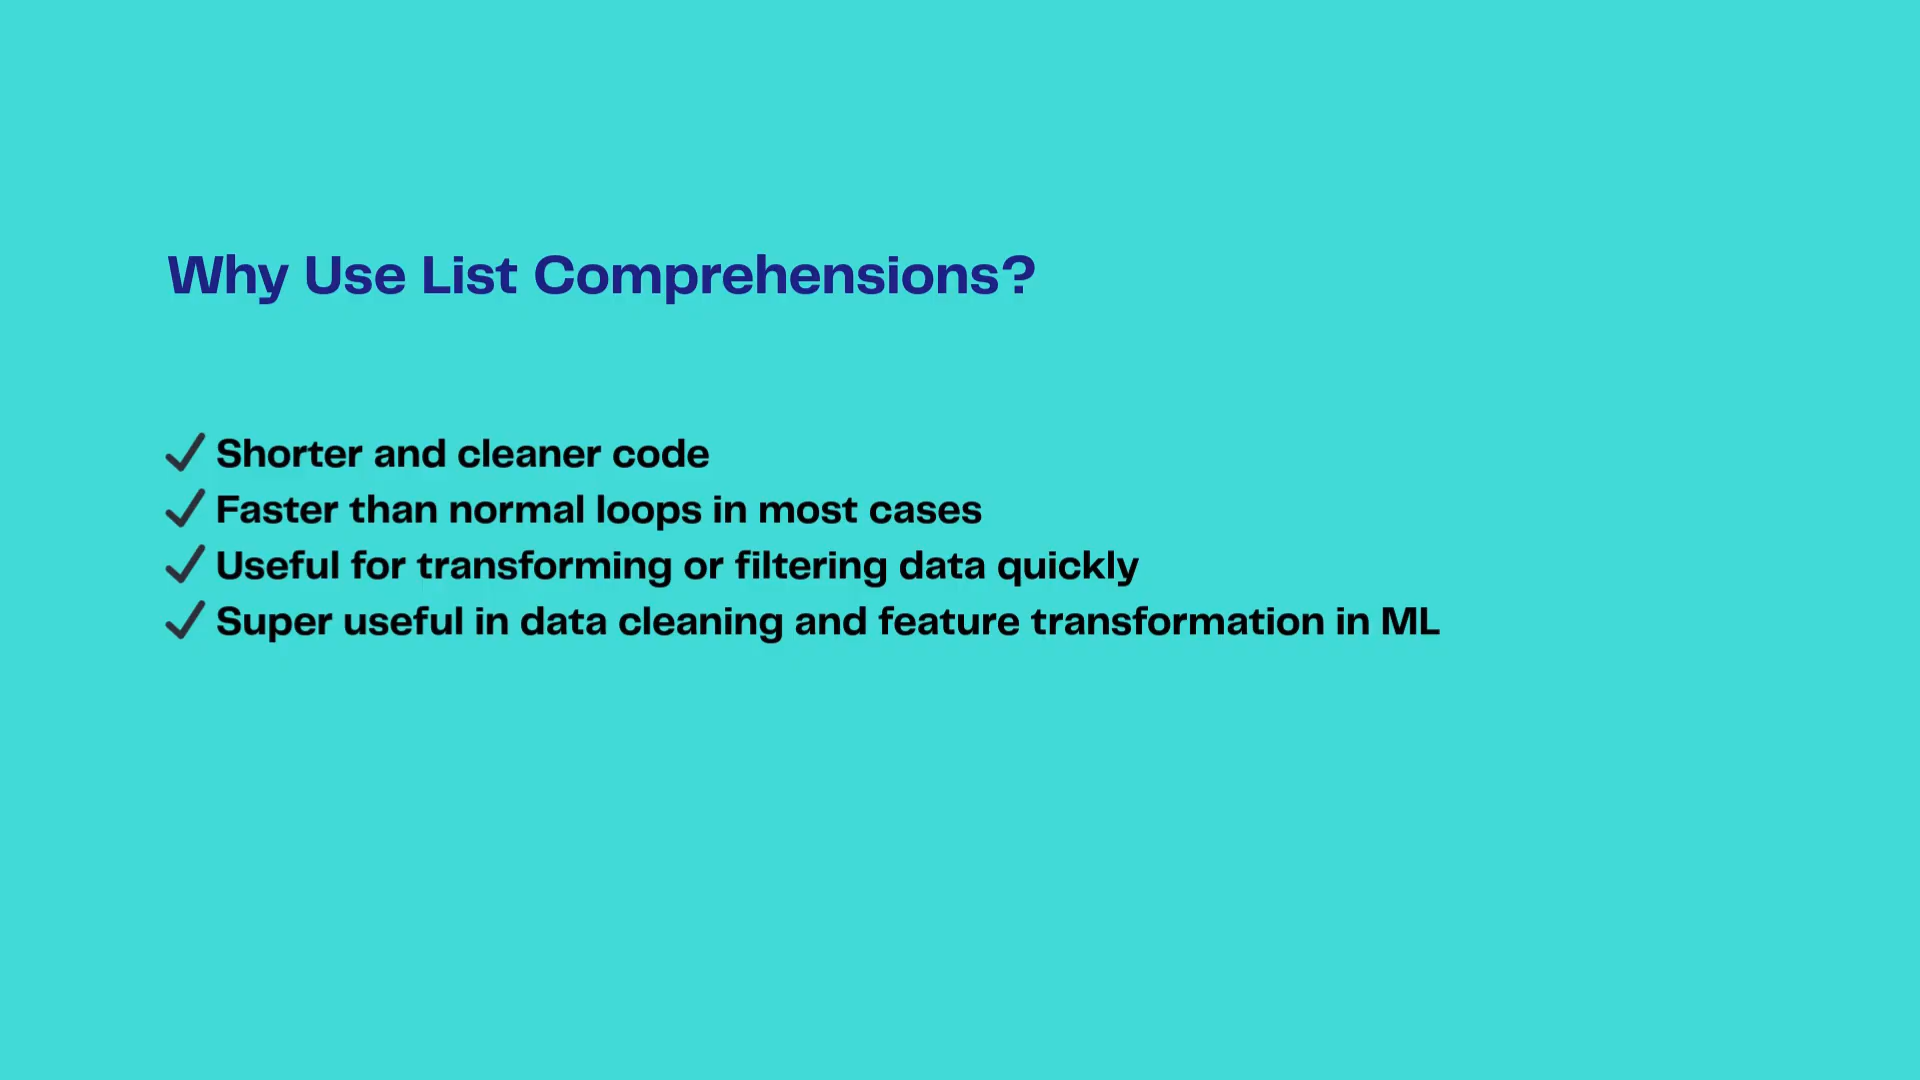 Why Use List Comprehensions?
✔ Shorter and cleaner code
✔ Faster than normal loops in most cases
✔ Useful for transforming or filtering data quickly
✔ Super useful in data cleaning and feature transformation in ML